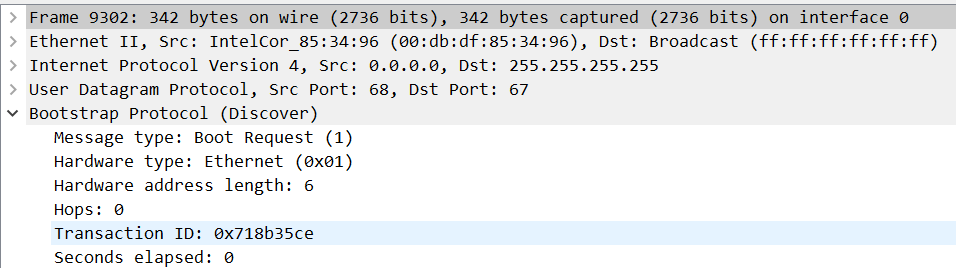 Frame 9302: 342 bytes on wire (2736 bits), 342 bytes captured (2736 bits) on interface 0
Ethernet II, Src: IntelCor_85:34:96 (00:db:df:85:34:96), Dst: Broadcast (ff:ff:ff:ff:ff:ff)
Internet Protocol Version 4, Src: 0.0.0.0, Dst: 255.255.255.255
User Datagram Protocol, Src Port: 68, Dst Port: 67
Bootstrap Protocol (Discover)
Message type: Boot Request (1)
Hardware type: Ethernet (0x01)
Hardware address length: 6
Hops: 0
Transaction ID: 0x718b35ce
Seconds elapsed: 0